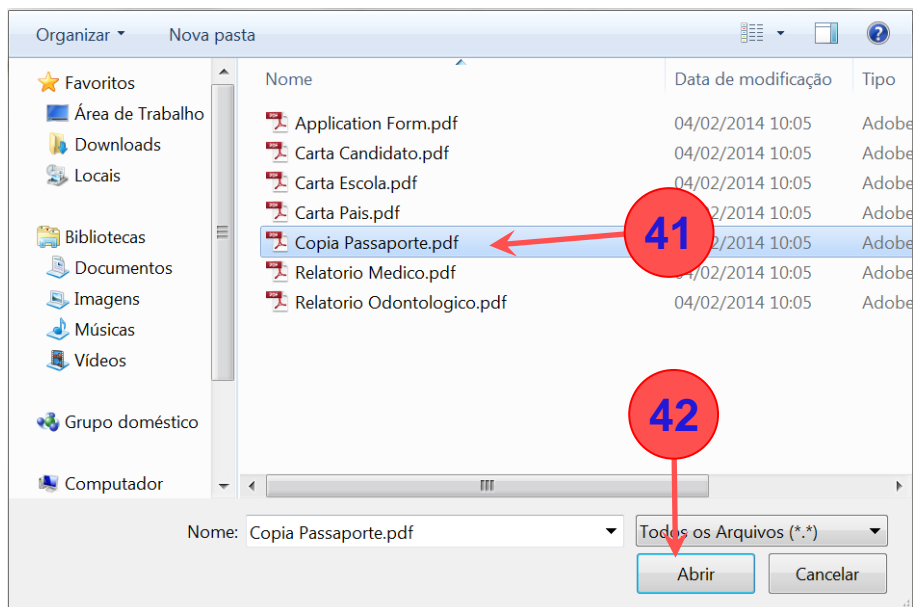 Organizar Nova pasta
Favoritos
Área de Trabalho
Downloads
Locais
Bibliotecas
Documentos
Imagens
Músicas
Vídeos
Grupo doméstico
Computador
Nome Data de modificação Tipo
Application Form.pdf 04/02/2014 10:05 Adobe
Carta Candidato.pdf 04/02/2014 10:05 Adobe
Carta Escola.pdf 04/02/2014 10:05 Adobe
Carta Pais.pdf 2/2014 10:05 Adobe
Copia Passaporte.pdf 41 2/2014 10:05 Adobe
Relatorio Medico.pdf /02/2014 10:05 Adobe
Relatorio Odontologico.pdf 04/02/2014 10:05 Adobe
42
Nome: Copia Passaporte.pdf Todos os Arquivos (*.*)
Abrir Cancelar